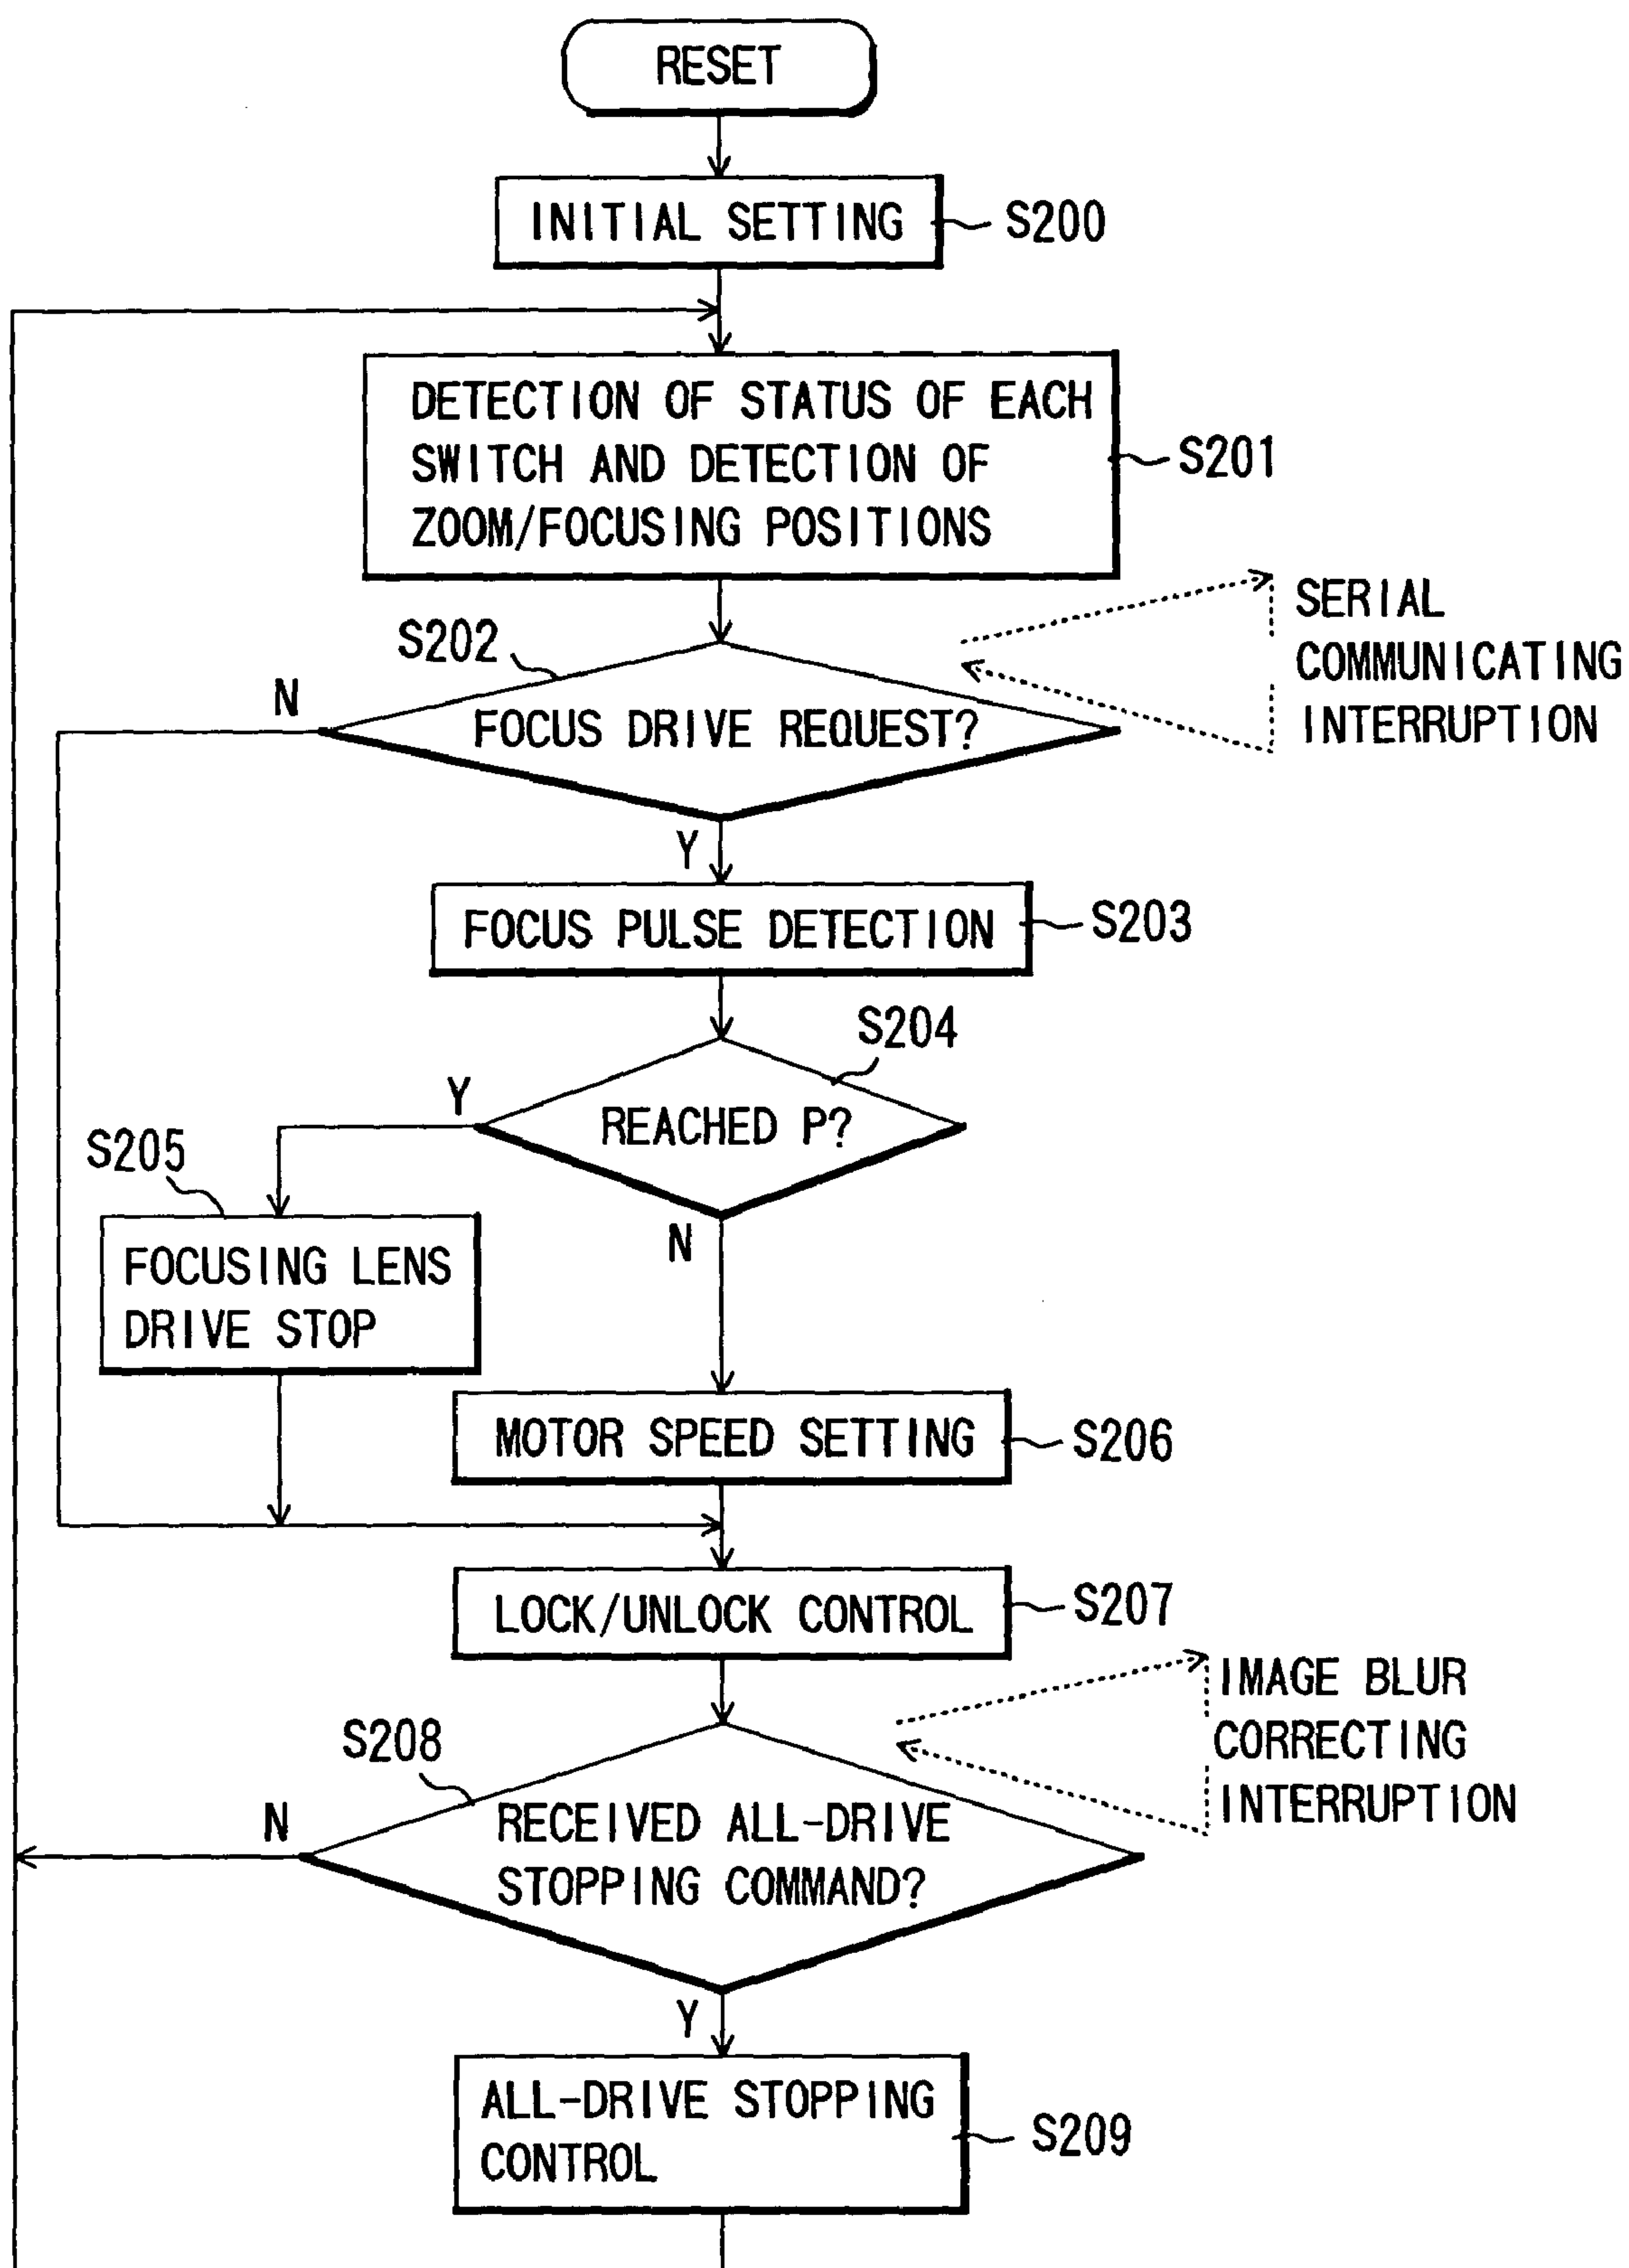 RESET
INITIAL SETTING
S200
DETECTION OF STATUS OF EACH
SWITCH AND DETECTION OF
ZOOM/FOCUSING POSITIONS
S201
SERIAL
COMMUNICATING
INTERRUPTION
S202
N
FOCUS DRIVE REQUEST?
Y
FOCUS PULSE DETECTION
S203
S204
Y
REACHED P?
N
S205
FOCUSING LENS
DRIVE STOP
MOTOR SPEED SETTING
S206
LOCK/UNLOCK CONTROL
S207
IMAGE BLUR
CORRECTING
INTERRUPTION
S208
N
RECEIVED ALL-DRIVE
STOPPING COMMAND?
Y
ALL-DRIVE STOPPING
CONTROL
S209